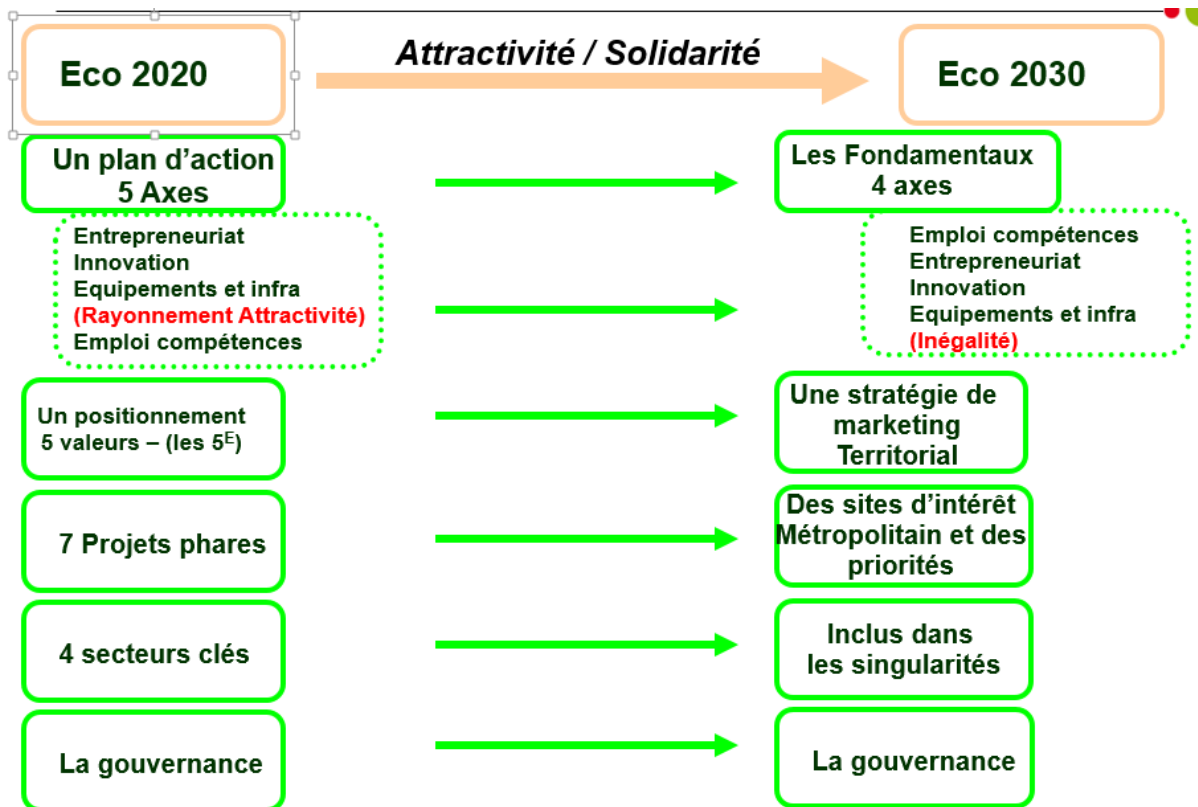 Eco 2020
Attractivité / Solidarité
Eco 2030
Un plan d'action
5 Axes
Les Fondamentaux
4 axes
Entrepreneuriat
Innovation
Equipements et infra
(Rayonnement Attractivité)
Emploi compétences
Emploi compétences
Entrepreneuriat
Innovation
Equipements et infra
(Inégalité)
Un positionnement
5 valeurs – (les 5ᴱ)
Une stratégie de
marketing
Territorial
7 Projets phares
Des sites d'intérêt
Métropolitain et des
priorités
4 secteurs clés
Inclus dans
les singularités
La gouvernance
La gouvernance